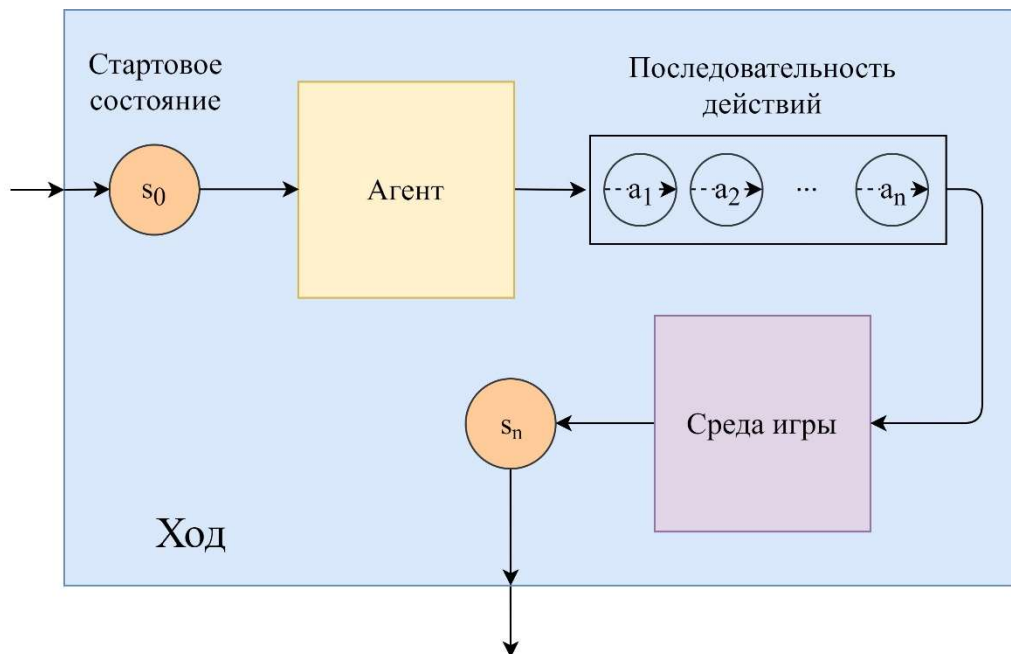 Стартовое
состояние
Последовательность
действий
s₀
Агент
a₁ a₂ ... aₙ
sₙ
Среда игры
Ход